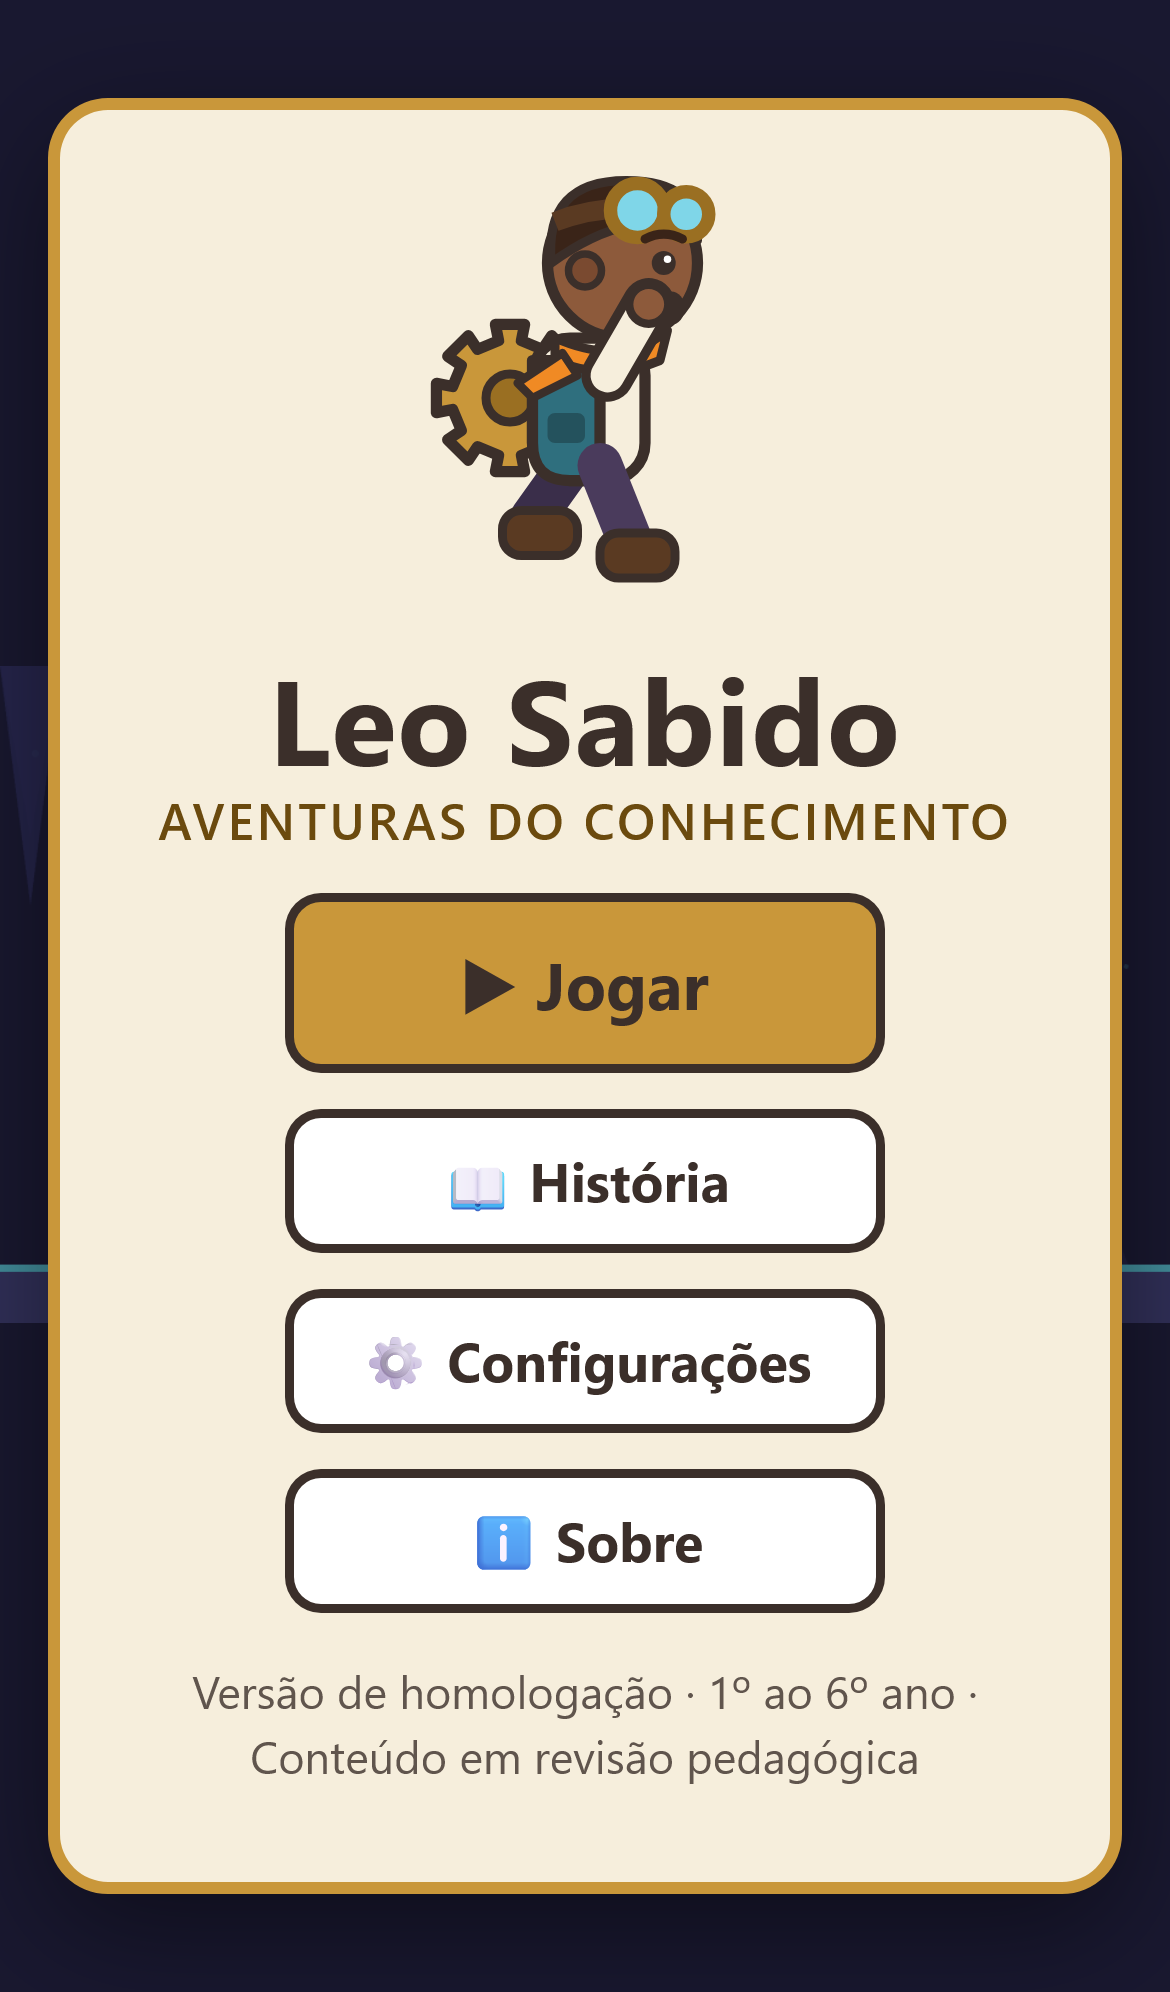 Leo Sabido
AVENTURAS DO CONHECIMENTO
▶ Jogar
📖 História
⚙️ Configurações
ℹ️ Sobre
Versão de homologação · 1º ao 6º ano ·
Conteúdo em revisão pedagógica